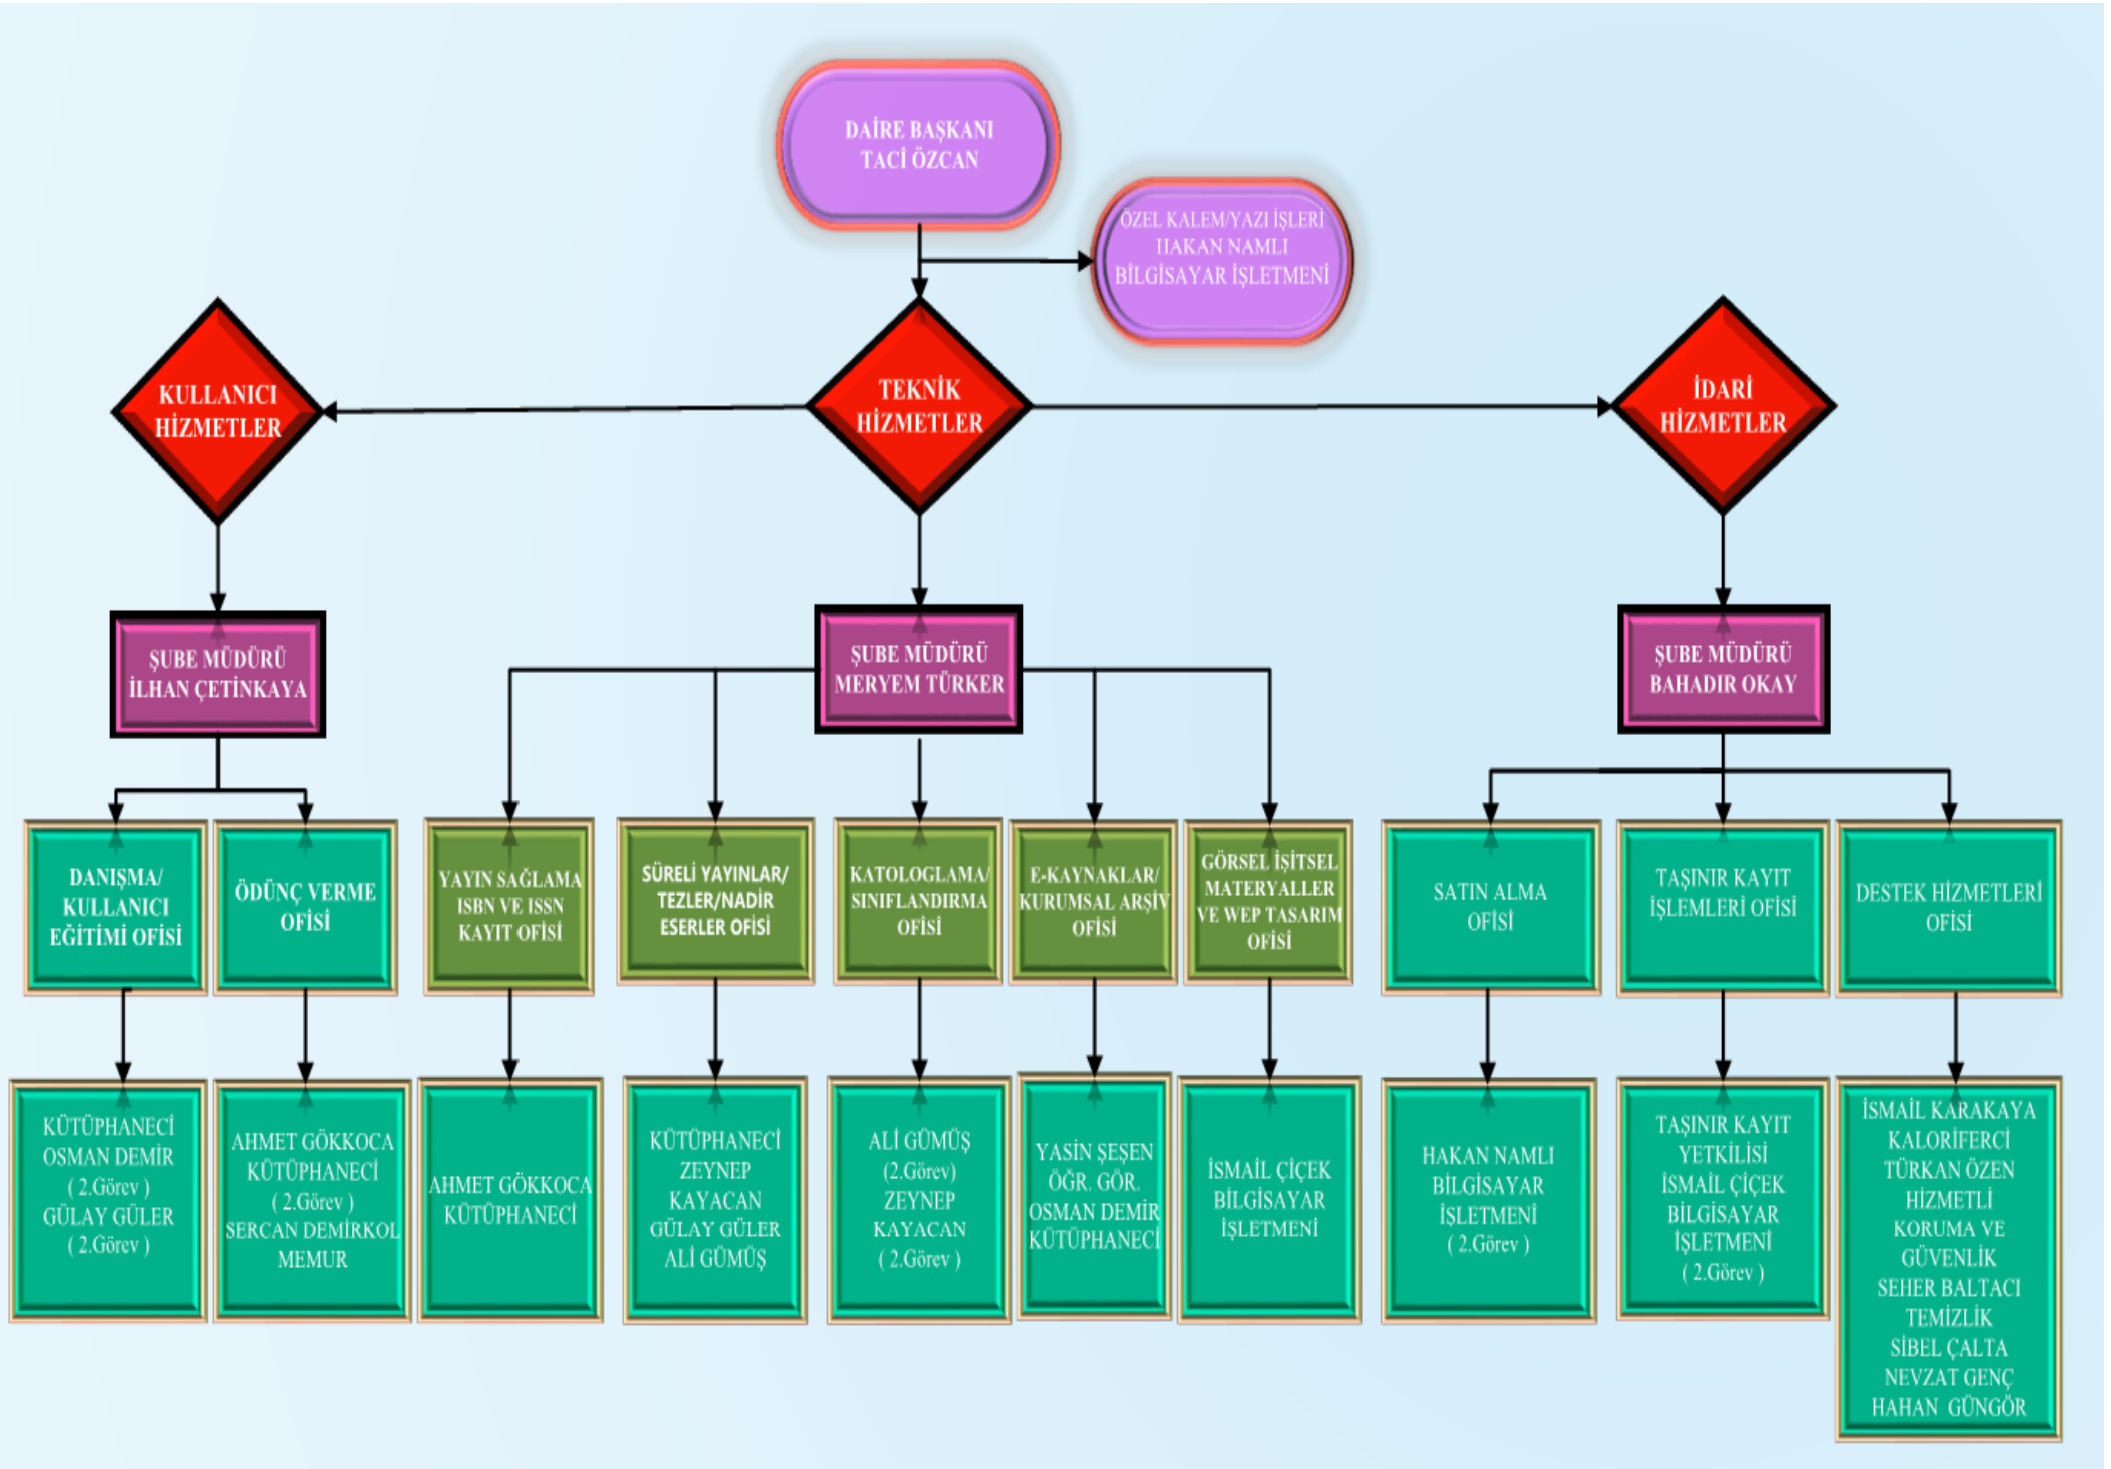 DAİRE BAŞKANI
TACİ ÖZCAN
ÖZEL KALEM/YAZI İŞLERİ
HAKAN NAMLI
BİLGİSAYAR İŞLETMENİ
KULLANICI
HİZMETLER
TEKNİK
HİZMETLER
İDARİ
HİZMETLER
ŞUBE MÜDÜRÜ
İLHAN ÇETİNKAYA
ŞUBE MÜDÜRÜ
MERYEM TÜRKER
ŞUBE MÜDÜRÜ
BAHADIR OKAY
DANIŞMA/
KULLANICI
EĞİTİMİ OFİSİ
ÖDÜNÇ VERME
OFİSİ
YAYIN SAĞLAMA
ISBN VE ISSN
KAYIT OFİSİ
SÜRELİ YAYINLAR/
TEZLER/NADİR
ESERLER OFİSİ
KATOLOGLAMA/
SINIFLANDIRMA
OFİSİ
E-KAYNAKLAR/
KURUMSAL ARŞİV
OFİSİ
GÖRSEL İŞİTSEL
MATERYALLER
VE WEP TASARIM
OFİSİ
SATIN ALMA
OFİSİ
TAŞINIR KAYIT
İŞLEMLERİ OFİSİ
DESTEK HİZMETLERİ
OFİSİ
KÜTÜPHANECİ
OSMAN DEMİR
( 2.Görev )
GÜLAY GÜLER
( 2.Görev )
AHMET GÖKKOCA
KÜTÜPHANECİ
( 2.Görev )
SERCAN DEMİRKOL
MEMUR
AHMET GÖKKOCA
KÜTÜPHANECİ
KÜTÜPHANECİ
ZEYNEP
KAYACAN
GÜLAY GÜLER
ALİ GÜMÜŞ
ALİ GÜMÜŞ
(2.Görev)
ZEYNEP
KAYACAN
( 2.Görev )
YASİN ŞEŞEN
ÖĞR. GÖR.
OSMAN DEMİR
KÜTÜPHANECİ
İSMAİL ÇİÇEK
BİLGİSAYAR
İŞLETMENİ
HAKAN NAMLI
BİLGİSAYAR
İŞLETMENİ
( 2.Görev )
TAŞINIR KAYIT
YETKİLİSİ
İSMAİL ÇİÇEK
BİLGİSAYAR
İŞLETMENİ
( 2.Görev )
İSMAİL KARAKAYA
KALORİFERCİ
TÜRKAN ÖZEN
HİZMETLİ
KORUMA VE
GÜVENLİK
SEHER BALTACI
TEMİZLİK
SİBEL ÇALTA
NEVZAT GENÇ
HAHAN  GÜNGÖR